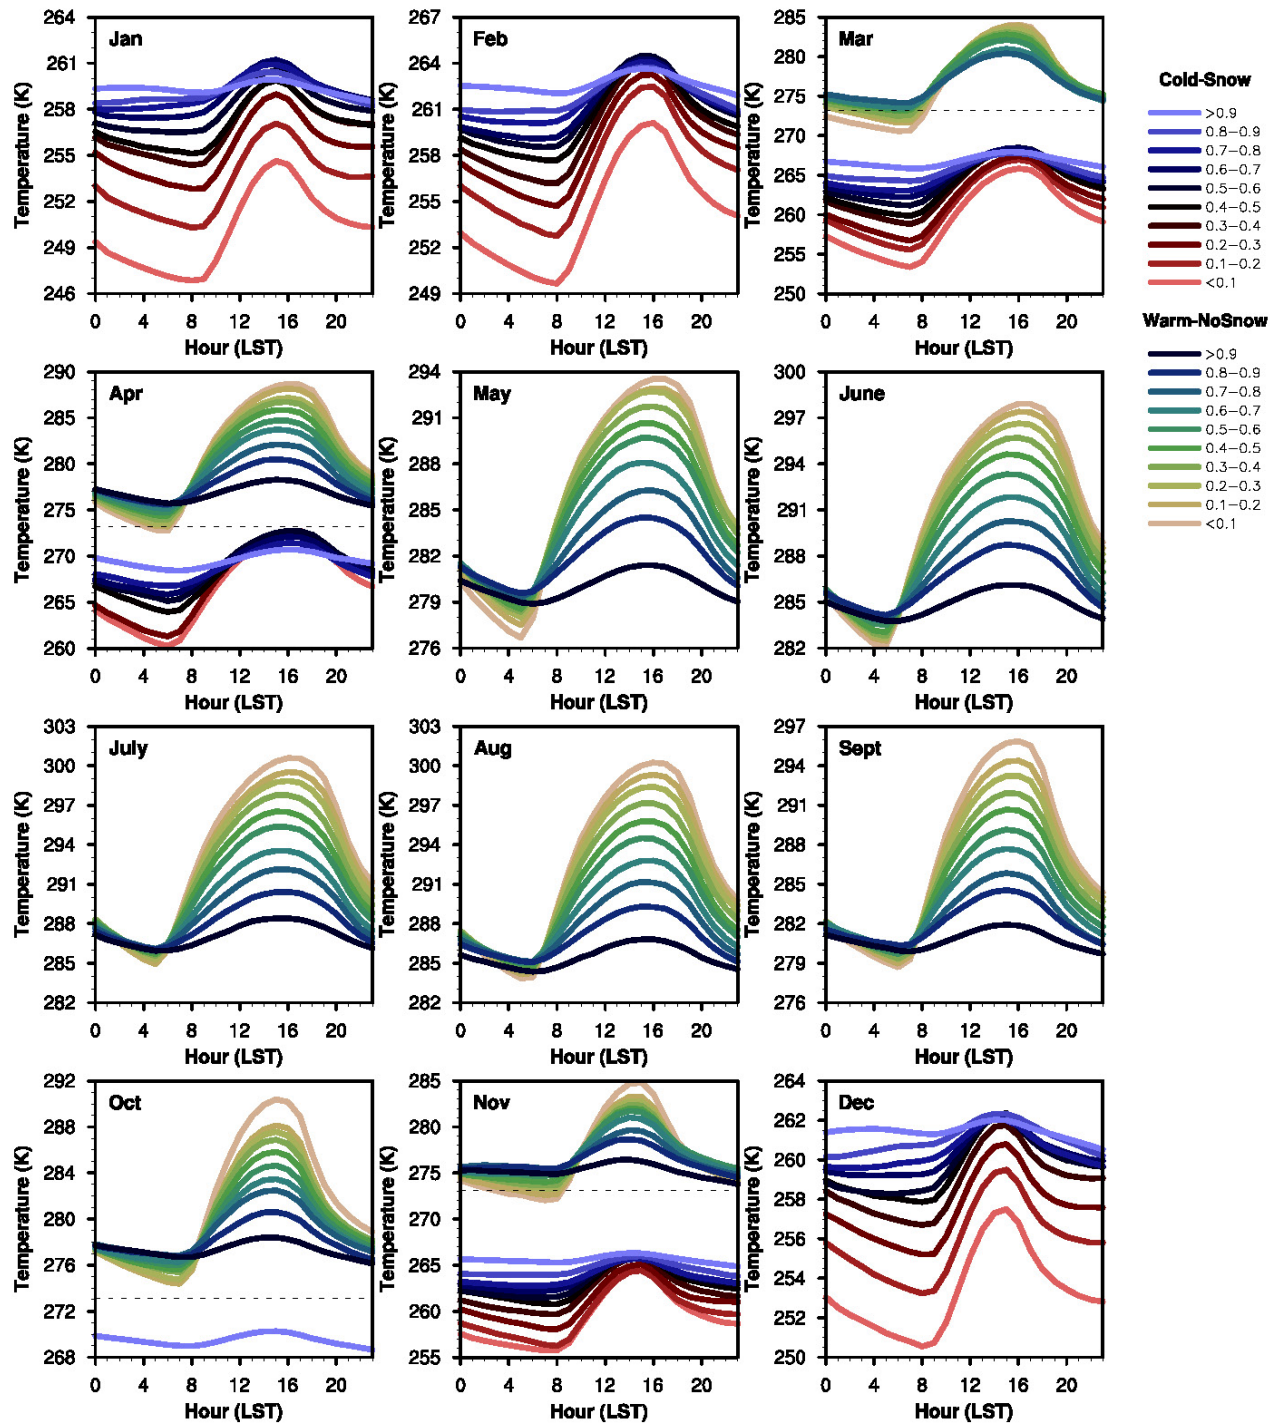 Jan
Temperature (K)
264
261
258
255
252
249
246
0 4 8 12 16 20
Hour (LST)
Feb
Temperature (K)
267
264
261
258
255
252
249
0 4 8 12 16 20
Hour (LST)
Mar
Temperature (K)
285
280
275
270
265
260
255
250
0 4 8 12 16 20
Hour (LST)
Cold-Snow
>0.9
0.8-0.9
0.7-0.8
0.6-0.7
0.5-0.6
0.4-0.5
0.3-0.4
0.2-0.3
0.1-0.2
<0.1
Warm-NoSnow
>0.9
0.8-0.9
0.7-0.8
0.6-0.7
0.5-0.6
0.4-0.5
0.3-0.4
0.2-0.3
0.1-0.2
<0.1
Apr
Temperature (K)
290
285
280
275
270
265
260
0 4 8 12 16 20
Hour (LST)
May
Temperature (K)
294
291
288
285
282
279
276
0 4 8 12 16 20
Hour (LST)
June
Temperature (K)
300
297
294
291
288
285
282
0 4 8 12 16 20
Hour (LST)
July
Temperature (K)
303
300
297
294
291
288
285
282
0 4 8 12 16 20
Hour (LST)
Aug
Temperature (K)
303
300
297
294
291
288
285
282
0 4 8 12 16 20
Hour (LST)
Sept
Temperature (K)
297
294
291
288
285
282
279
276
0 4 8 12 16 20
Hour (LST)
Oct
Temperature (K)
292
288
284
280
276
272
268
0 4 8 12 16 20
Hour (LST)
Nov
Temperature (K)
285
280
275
270
265
260
255
0 4 8 12 16 20
Hour (LST)
Dec
Temperature (K)
264
262
260
258
256
254
252
250
0 4 8 12 16 20
Hour (LST)